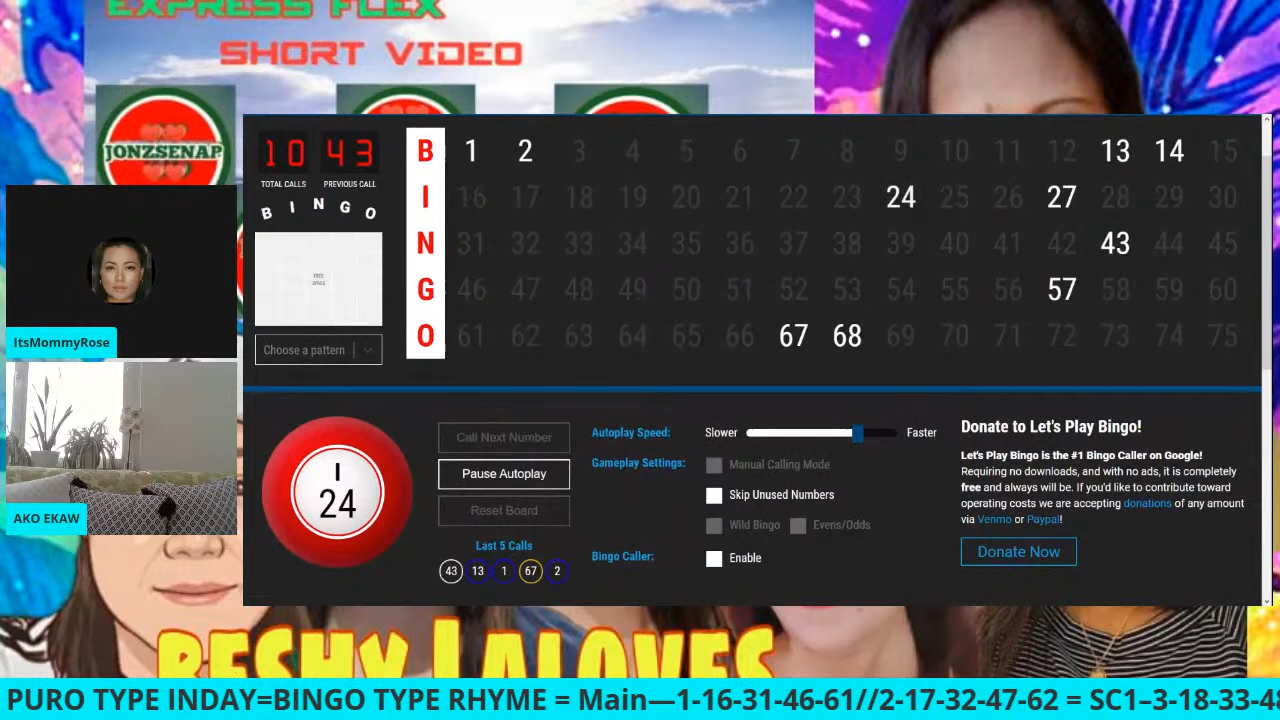 EXPRESS FLEX
SHORT VIDEO
JONZSENAP
10 43
TOTAL CALLS PREVIOUS CALL
B I N G O
FREE
SPACE
Choose a pattern
B 1 2 3 4 5 6 7 8 9 10 11 12 13 14 15
I 16 17 18 19 20 21 22 23 24 25 26 27 28 29 30
N 31 32 33 34 35 36 37 38 39 40 41 42 43 44 45
G 46 47 48 49 50 51 52 53 54 55 56 57 58 59 60
O 61 62 63 64 65 66 67 68 69 70 71 72 73 74 75
ItsMommyRose
AKO EKAW
I
24
Call Next Number
Pause Autoplay
Reset Board
Last 5 Calls
43 13 1 67 2
Autoplay Speed: Slower Faster
Gameplay Settings: Manual Calling Mode
Skip Unused Numbers
Wild Bingo Evens/Odds
Bingo Caller: Enable
Donate to Let's Play Bingo!
Let's Play Bingo is the #1 Bingo Caller on Google!
Requiring no downloads, and with no ads, it is completely
free and always will be. If you'd like to contribute toward
operating costs we are accepting donations of any amount
via Venmo or Paypal!
Donate Now
BESHY LALOVES
PURO TYPE INDAY=BINGO TYPE RHYME = Main—1-16-31-46-61//2-17-32-47-62 = SC1–3-18-33-48